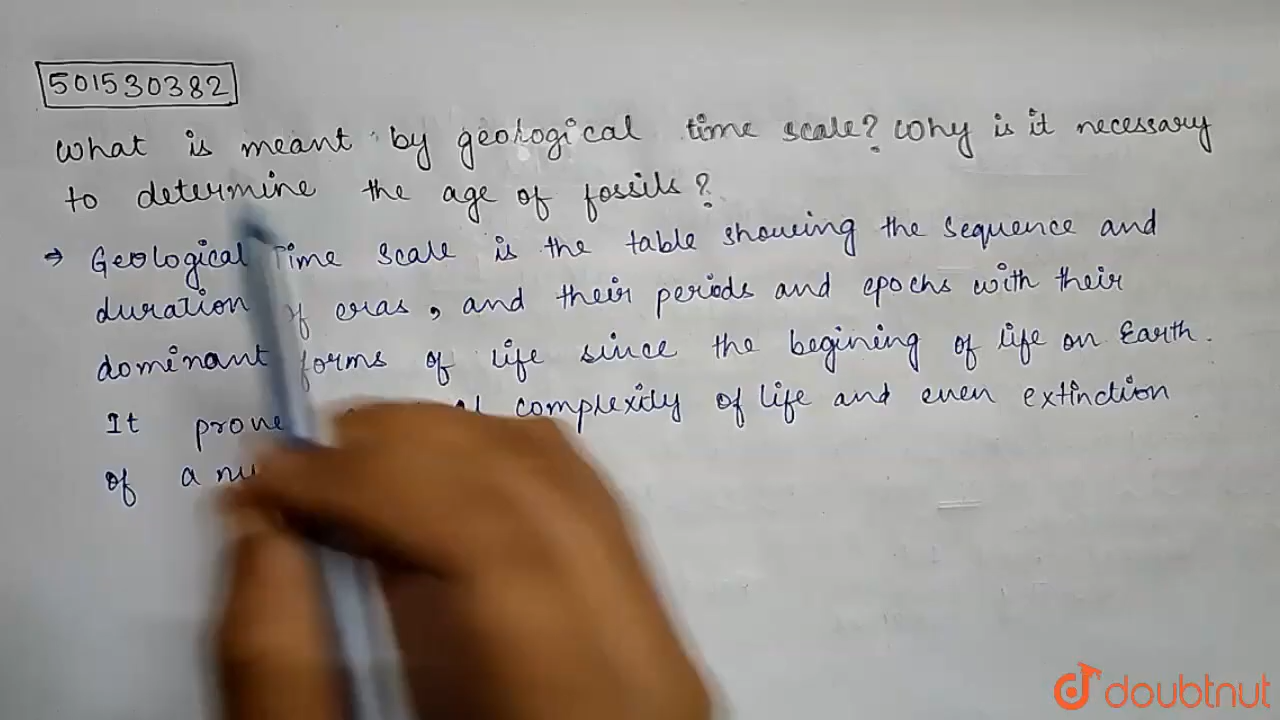 501530382
What is meant by geological time scale? Why is it necessary
to determine the age of fossils?
→ Geological Time scale is the table showing the sequence and
duration of eras, and their periods and epochs with their
dominant forms of life since the begining of life on Earth.
It complexity of life and even extinction
of a
doubtnut